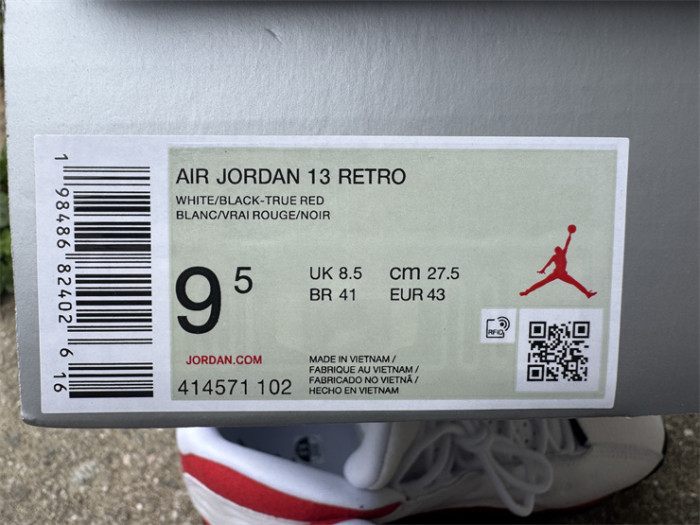 1 98486 82402 6 16
AIR JORDAN 13 RETRO
WHITE/BLACK-TRUE RED
BLANC/VRAI ROUGE/NOIR
9 5
UK 8.5 cm 27.5
BR 41 EUR 43
RFID
JORDAN.COM
414571 102
MADE IN VIETNAM /
FABRIQUE AU VIETNAM /
FABRICADO NO VIETNÃ /
HECHO EN VIETNAM